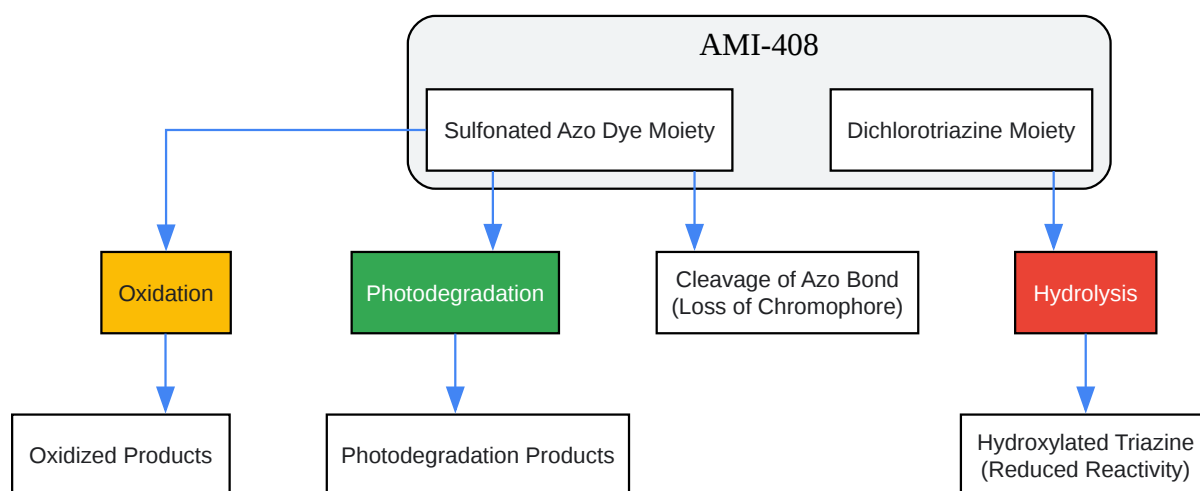 AMI-408
Sulfonated Azo Dye Moiety
Dichlorotriazine Moiety
Oxidation
Photodegradation
Cleavage of Azo Bond
(Loss of Chromophore)
Hydrolysis
Oxidized Products
Photodegradation Products
Hydroxylated Triazine
(Reduced Reactivity)